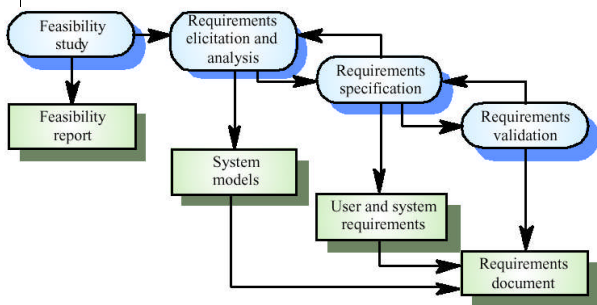 Feasibility
study
Requirements
elicitation and
analysis
Requirements
specification
Requirements
validation
Feasibility
report
System
models
User and system
requirements
Requirements
document